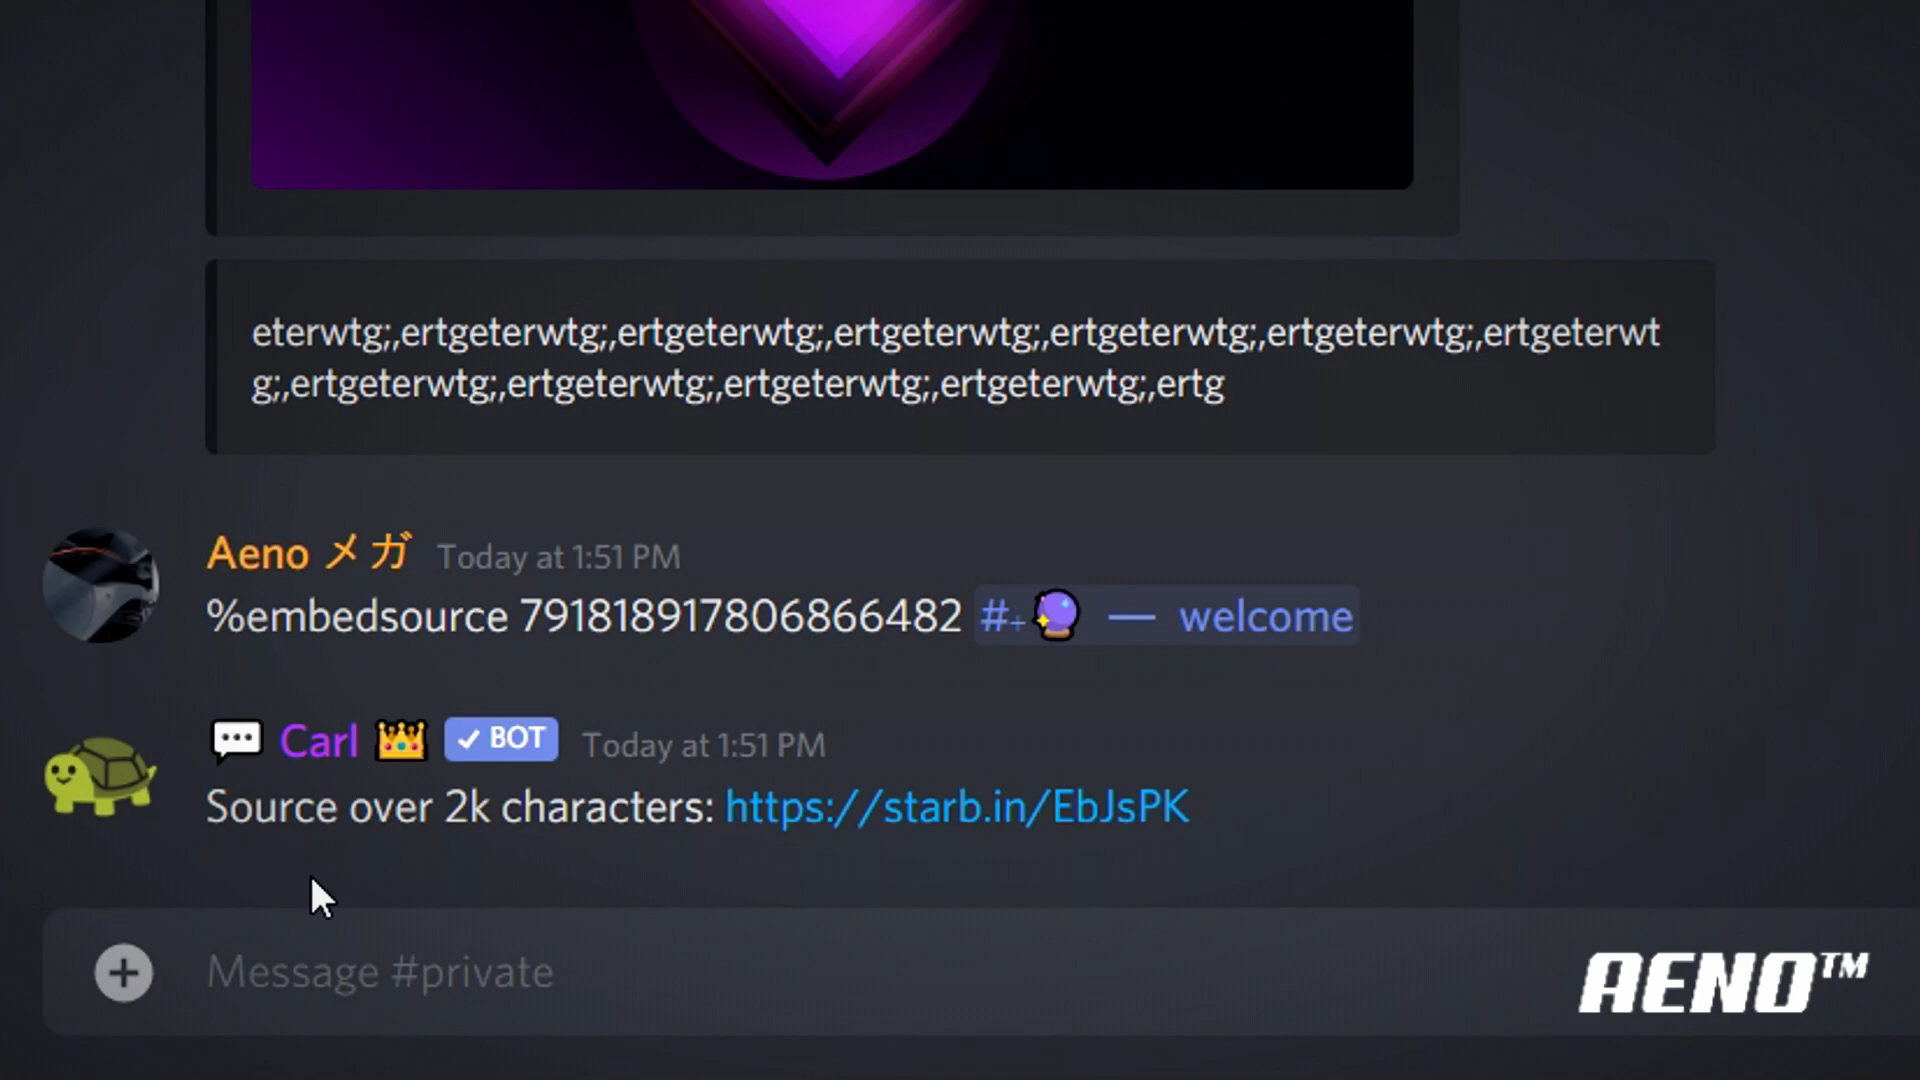 eterwtg;,ertgeterwtg;,ertgeterwtg;,ertgeterwtg;,ertgeterwtg;,ertgeterwtg;,ertgeterwt
g;,ertgeterwtg;,ertgeterwtg;,ertgeterwtg;,ertgeterwtg;,ertg
Aeno メガ Today at 1:51 PM
%embedsource 791818917806866482 #₊🔮 — welcome
💬 Carl 👑 ✓ BOT Today at 1:51 PM
Source over 2k characters: https://starb.in/EbJsPK
Message #private
AENO™